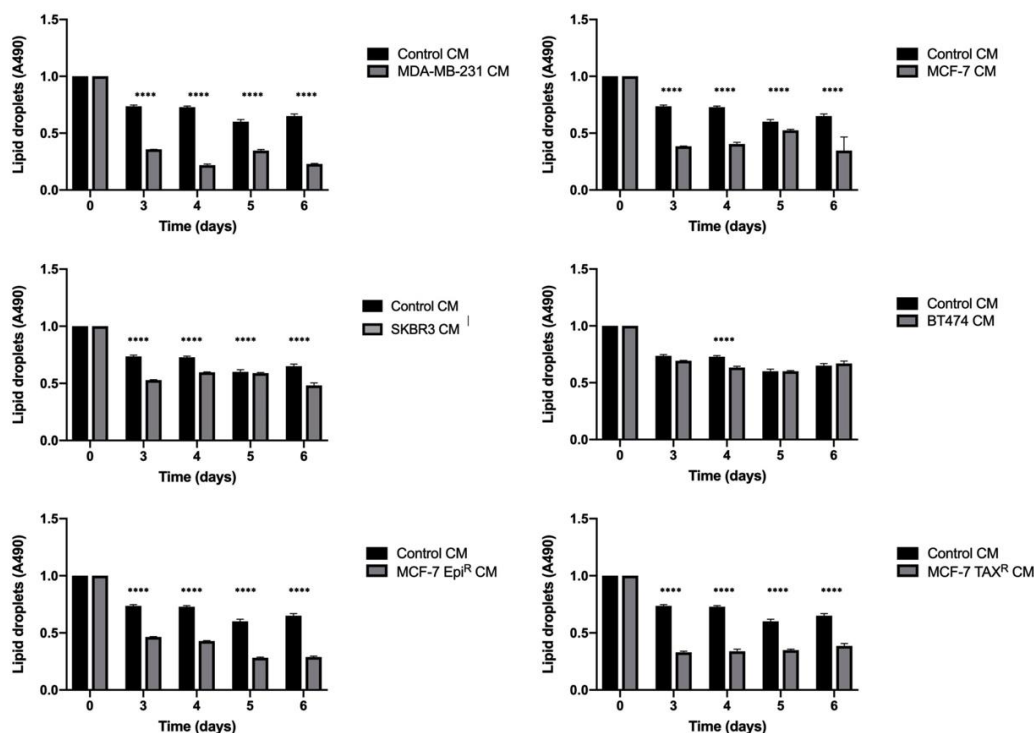 1.5
1.0
0.5
0.0
Lipid droplets (A490)
**** **** **** ****
0 3 4 5 6
Time (days)
Control CM
MDA-MB-231 CM
1.5
1.0
0.5
0.0
Lipid droplets (A490)
**** **** **** ****
0 3 4 5 6
Time (days)
Control CM
MCF-7 CM
1.5
1.0
0.5
0.0
Lipid droplets (A490)
**** **** **** ****
0 3 4 5 6
Time (days)
Control CM
SKBR3 CM
1.5
1.0
0.5
0.0
Lipid droplets (A490)
****
0 3 4 5 6
Time (days)
Control CM
BT474 CM
1.5
1.0
0.5
0.0
Lipid droplets (A490)
**** **** **** ****
0 3 4 5 6
Time (days)
Control CM
MCF-7 Epiᴿ CM
1.5
1.0
0.5
0.0
Lipid droplets (A490)
**** **** **** ****
0 3 4 5 6
Time (days)
Control CM
MCF-7 TAXᴿ CM